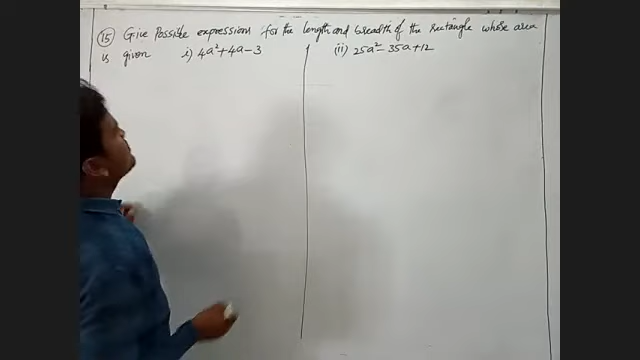 (15) Give Possible expressions for the length and breadth of the rectangle whose area
is given i) 4a²+4a-3 (ii) 25a²-35a+12